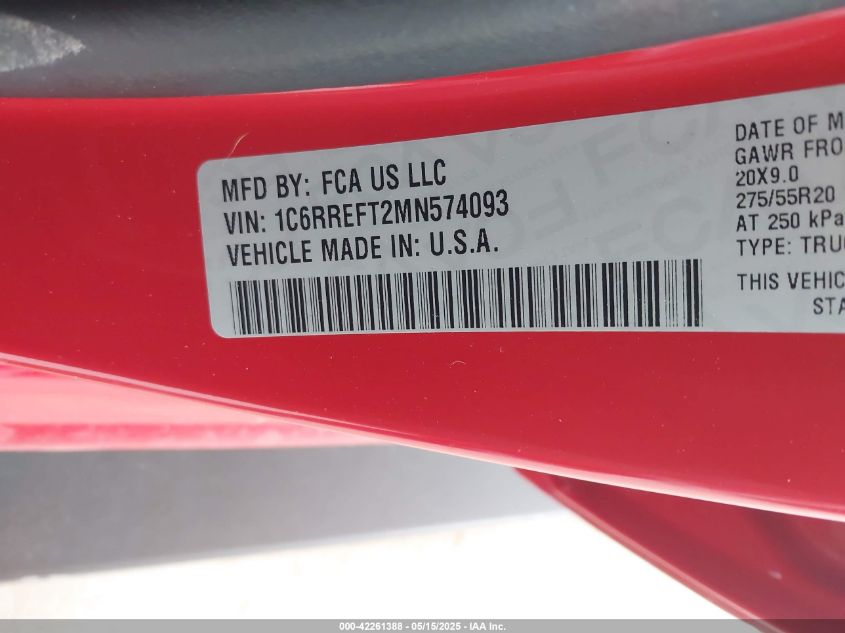 MFD BY: FCA US LLC
VIN: 1C6RREFT2MN574093
VEHICLE MADE IN: U.S.A.
DATE OF M
GAWR FRO
20X9.0
275/55R20
AT 250 kPa
TYPE: TRU
THIS VEHIC
STA
000-42261388 - 05/15/2025 - IAA Inc.